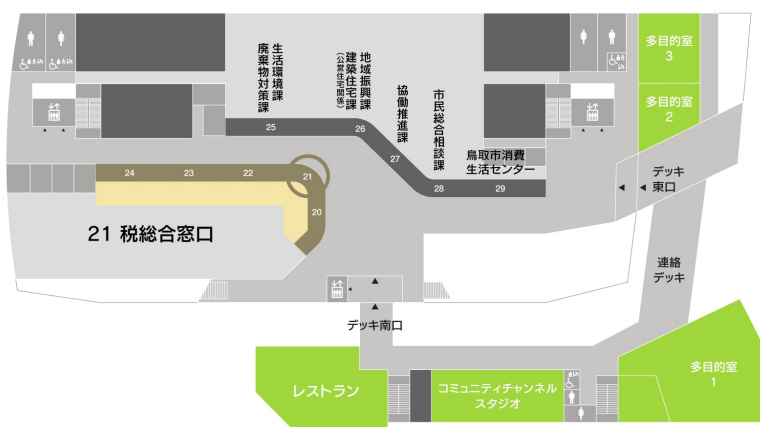 生活環境課
廃棄物対策課
地域振興課
建築住宅課
(公営住宅関係)
協働推進課
市民総合相談課
鳥取市消費
生活センター
多目的室
3
多目的室
2
デッキ
東口
25
26
27
28
29
24
23
22
21
20
21 税総合窓口
連絡
デッキ
デッキ南口
レストラン
コミュニティチャンネル
スタジオ
多目的室
1